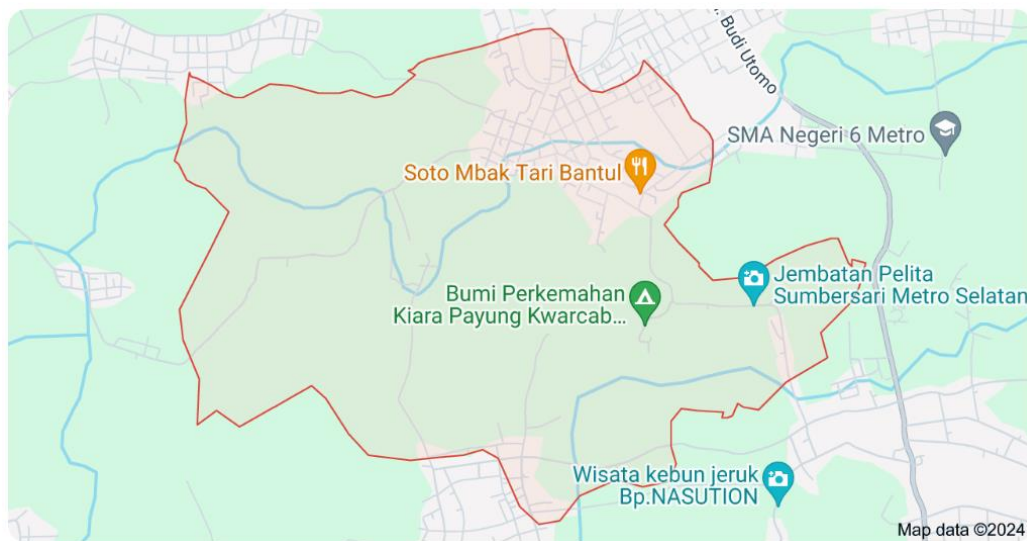 . Budi Utomo
SMA Negeri 6 Metro
Soto Mbak Tari Bantul
Jembatan Pelita
Sumbersari Metro Selatan
Bumi Perkemahan
Kiara Payung Kwarcab...
Wisata kebun jeruk
Bp.NASUTION
Map data ©2024